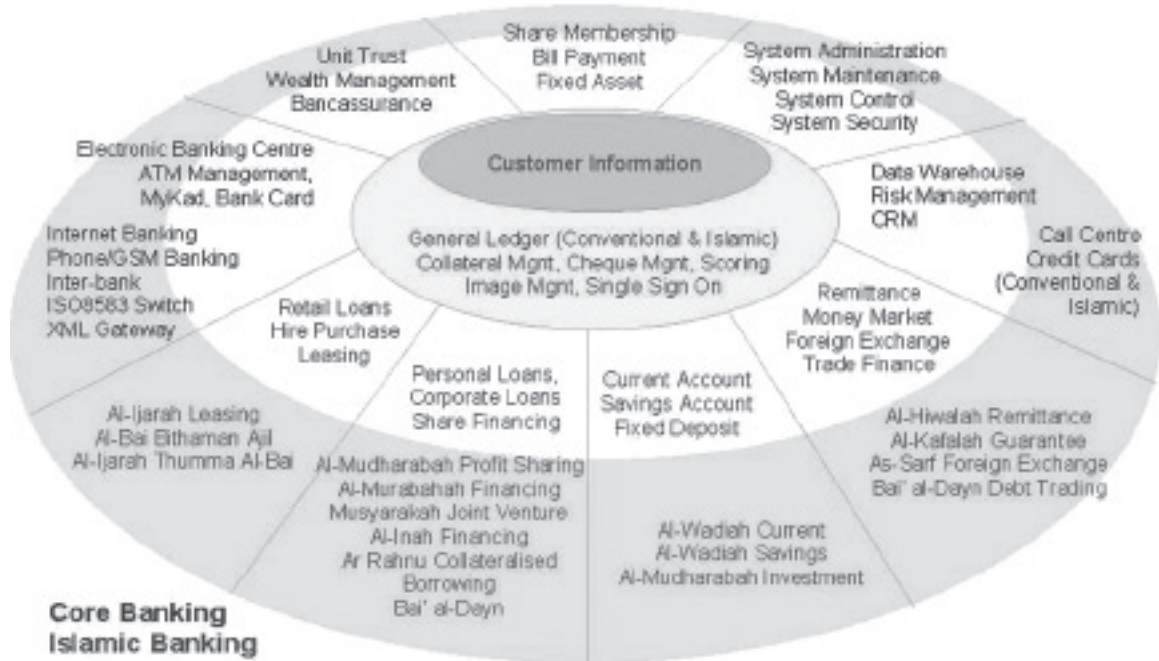 Share Membership
Bill Payment
Fixed Asset
Unit Trust
Wealth Management
Bancassurance
System Administration
System Maintenance
System Control
System Security
Electronic Banking Centre
ATM Management,
MyKad, Bank Card
Customer Information
Data Warehouse
Risk Management
CRM
Internet Banking
Phone/GSM Banking
Inter-bank
ISO8583 Switch
XML Gateway
General Ledger (Conventional & Islamic)
Collateral Mgnt, Cheque Mgnt, Scoring
Image Mgnt, Single Sign On
Call Centre
Credit Cards
(Conventional &
Islamic)
Retail Loans
Hire Purchase
Leasing
Remittance
Money Market
Foreign Exchange
Trade Finance
Personal Loans,
Corporate Loans
Share Financing
Current Account
Savings Account
Fixed Deposit
Al-Ijarah Leasing
Al-Bai Bithaman Ajil
Al-Ijarah Thumma Al-Bai
Al-Mudharabah Profit Sharing
Al-Murabahah Financing
Musyarakah Joint Venture
Al-Inah Financing
Ar Rahnu Collateralised
Borrowing
Bai' al-Dayn
Al-Wadiah Current
Al-Wadiah Savings
Al-Mudharabah Investment
Al-Hiwalah Remittance
Al-Kafalah Guarantee
As-Sarf Foreign Exchange
Bai' al-Dayn Debt Trading
Core Banking
Islamic Banking